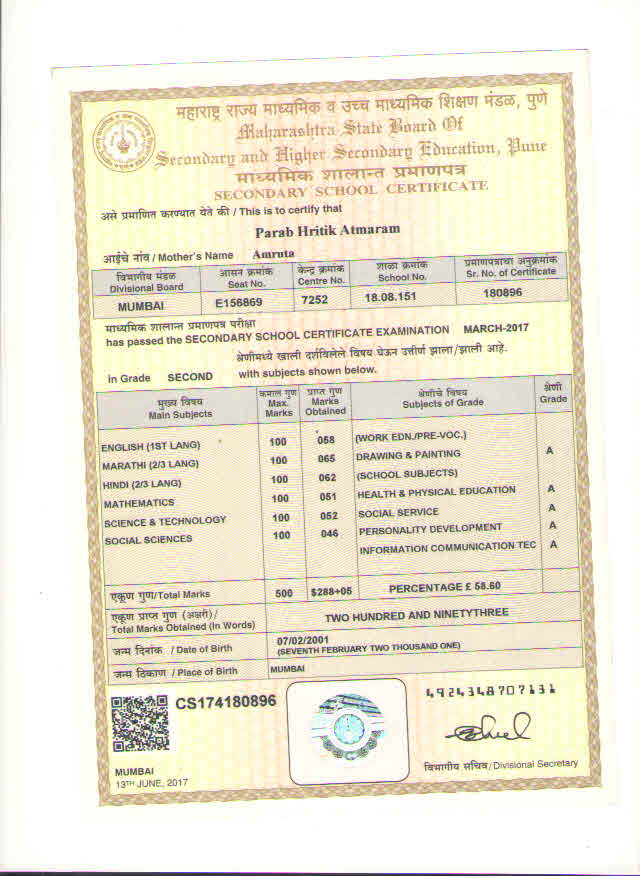 महाराष्ट्र राज्य माध्यमिक व उच्च माध्यमिक शिक्षण मंडळ, पुणे
Maharashtra State Board Of
Secondary and Higher Secondary Education, Pune
माध्यमिक शालान्त प्रमाणपत्र
SECONDARY SCHOOL CERTIFICATE
असे प्रमाणित करण्यात येते की / This is to certify that
Parab Hritik Atmaram
आईचे नांव / Mother's Name Amruta
विभागीय मंडळ आसन क्रमांक केन्द्र क्रमांक शाळा क्रमांक प्रमाणपत्राचा अनुक्रमांक
Divisional Board Seat No. Centre No. School No. Sr. No. of Certificate
MUMBAI E156869 7252 18.08.151 180896
माध्यमिक शालान्त प्रमाणपत्र परीक्षा
has passed the SECONDARY SCHOOL CERTIFICATE EXAMINATION MARCH-2017
श्रेणीमध्ये खाली दर्शविलेले विषय घेऊन उत्तीर्ण झाला/झाली आहे.
in Grade SECOND with subjects shown below.
मुख्य विषय कमाल गुण प्राप्त गुण श्रेणीचे विषय श्रेणी
Main Subjects Max. Marks Marks Obtained Subjects of Grade Grade
ENGLISH (1ST LANG) 100 058 (WORK EDN./PRE-VOC.)
MARATHI (2/3 LANG) 100 065 DRAWING & PAINTING A
HINDI (2/3 LANG) 100 062 (SCHOOL SUBJECTS)
MATHEMATICS 100 051 HEALTH & PHYSICAL EDUCATION A
SCIENCE & TECHNOLOGY 100 052 SOCIAL SERVICE A
SOCIAL SCIENCES 100 046 PERSONALITY DEVELOPMENT A
INFORMATION COMMUNICATION TEC A
एकूण गुण/Total Marks 500 $288+05 PERCENTAGE £ 58.60
एकूण प्राप्त गुण (अक्षरी)/
Total Marks Obtained (In Words) TWO HUNDRED AND NINETYTHREE
जन्म दिनांक / Date of Birth 07/02/2001
(SEVENTH FEBRUARY TWO THOUSAND ONE)
जन्म ठिकाण / Place of Birth MUMBAI
CS174180896
4924348707131
MUMBAI
13TH JUNE, 2017
विभागीय सचिव/Divisional Secretary